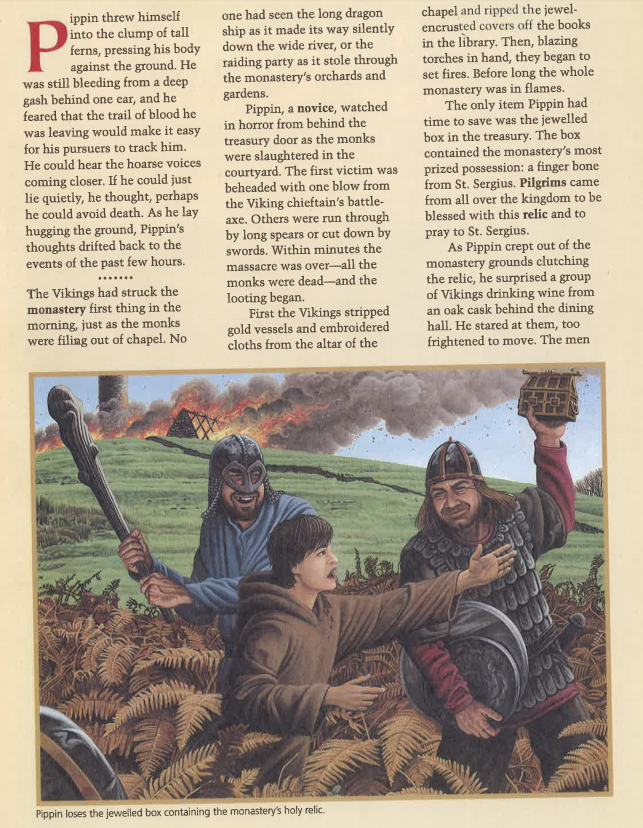 Pippin threw himself
into the clump of tall
ferns, pressing his body
against the ground. He
was still bleeding from a deep
gash behind one ear, and he
feared that the trail of blood he
was leaving would make it easy
for his pursuers to track him.
He could hear the hoarse voices
coming closer. If he could just
lie quietly, he thought, perhaps
he could avoid death. As he lay
hugging the ground, Pippin's
thoughts drifted back to the
events of the past few hours.
.......
The Vikings had struck the
monastery first thing in the
morning, just as the monks
were filing out of chapel. No
one had seen the long dragon
ship as it made its way silently
down the wide river, or the
raiding party as it stole through
the monastery's orchards and
gardens.
Pippin, a novice, watched
in horror from behind the
treasury door as the monks
were slaughtered in the
courtyard. The first victim was
beheaded with one blow from
the Viking chieftain's battle-
axe. Others were run through
by long spears or cut down by
swords. Within minutes the
massacre was over—all the
monks were dead—and the
looting began.
First the Vikings stripped
gold vessels and embroidered
cloths from the altar of the
chapel and ripped the jewel-
encrusted covers off the books
in the library. Then, blazing
torches in hand, they began to
set fires. Before long the whole
monastery was in flames.
The only item Pippin had
time to save was the jewelled
box in the treasury. The box
contained the monastery's most
prized possession: a finger bone
from St. Sergius. Pilgrims came
from all over the kingdom to be
blessed with this relic and to
pray to St. Sergius.
As Pippin crept out of the
monastery grounds clutching
the relic, he surprised a group
of Vikings drinking wine from
an oak cask behind the dining
hall. He stared at them, too
frightened to move. The men
Pippin loses the jewelled box containing the monastery's holy relic.